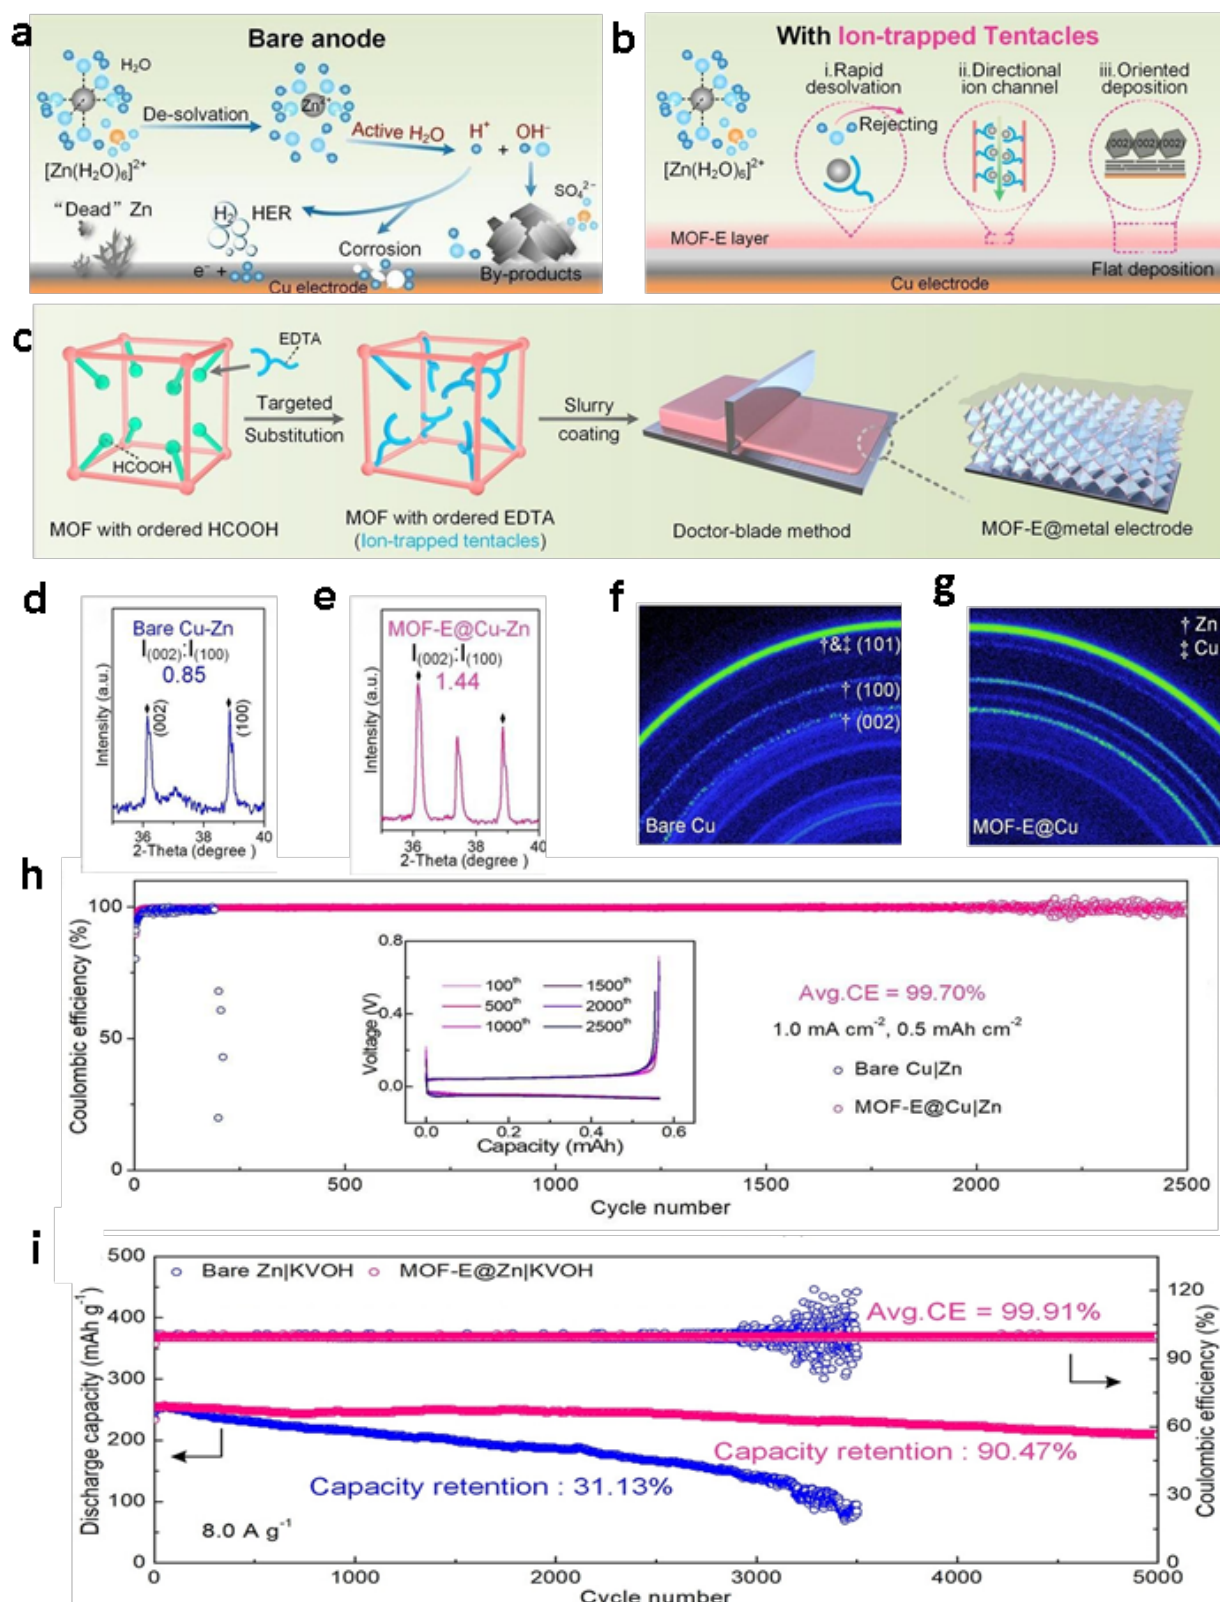 a
Bare anode
H₂O
De-solvation
Zn²⁺
Active H₂O
H⁺
+
OH⁻
[Zn(H₂O)₆]²⁺
SO₄²⁻
“Dead” Zn
H₂
HER
Corrosion
e⁻ +
By-products
Cu electrode
b
With Ion-trapped Tentacles
i.Rapid
desolvation
ii.Directional
ion channel
iii.Oriented
deposition
Rejecting
(002)
(002)
(002)
[Zn(H₂O)₆]²⁺
MOF-E layer
Flat deposition
Cu electrode
c
EDTA
HCOOH
Targeted
Substitution
Slurry
coating
MOF with ordered HCOOH
MOF with ordered EDTA
(Ion-trapped tentacles)
Doctor-blade method
MOF-E@metal electrode
d
Bare Cu-Zn
I(002):I(100)
0.85
(002)
(100)
Intensity (a.u.)
36
38
40
2-Theta (degree )
e
MOF-E@Cu-Zn
I(002):I(100)
1.44
Intensity (a.u.)
36
38
40
2-Theta (degree )
f
†&‡ (101)
† (100)
† (002)
Bare Cu
g
† Zn
‡ Cu
MOF-E@Cu
h
Coulombic efficiency (%)
100
50
0
0
500
1000
1500
2000
2500
Cycle number
Voltage (V)
0.8
0.4
0.0
100th
500th
1000th
1500th
2000th
2500th
0.0
0.2
0.4
0.6
Capacity (mAh)
Avg.CE = 99.70%
1.0 mA cm⁻², 0.5 mAh cm⁻²
Bare Cu|Zn
MOF-E@Cu|Zn
i
Discharge capacity (mAh g⁻¹)
500
400
300
200
100
0
Bare Zn|KVOH
MOF-E@Zn|KVOH
Avg.CE = 99.91%
Capacity retention : 90.47%
Capacity retention : 31.13%
8.0 A g⁻¹
120
90
60
30
0
Coulombic efficiency (%)
0
1000
2000
3000
4000
5000
Cycle number